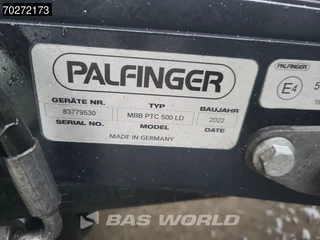 70272173
PALFINGER
GERÄTE NR. TYP BAUJAHR
83779530 MBB PTC 500 LD 2022
SERIAL NO. MODEL DATE
MADE IN GERMANY
E4
BAS WORLD